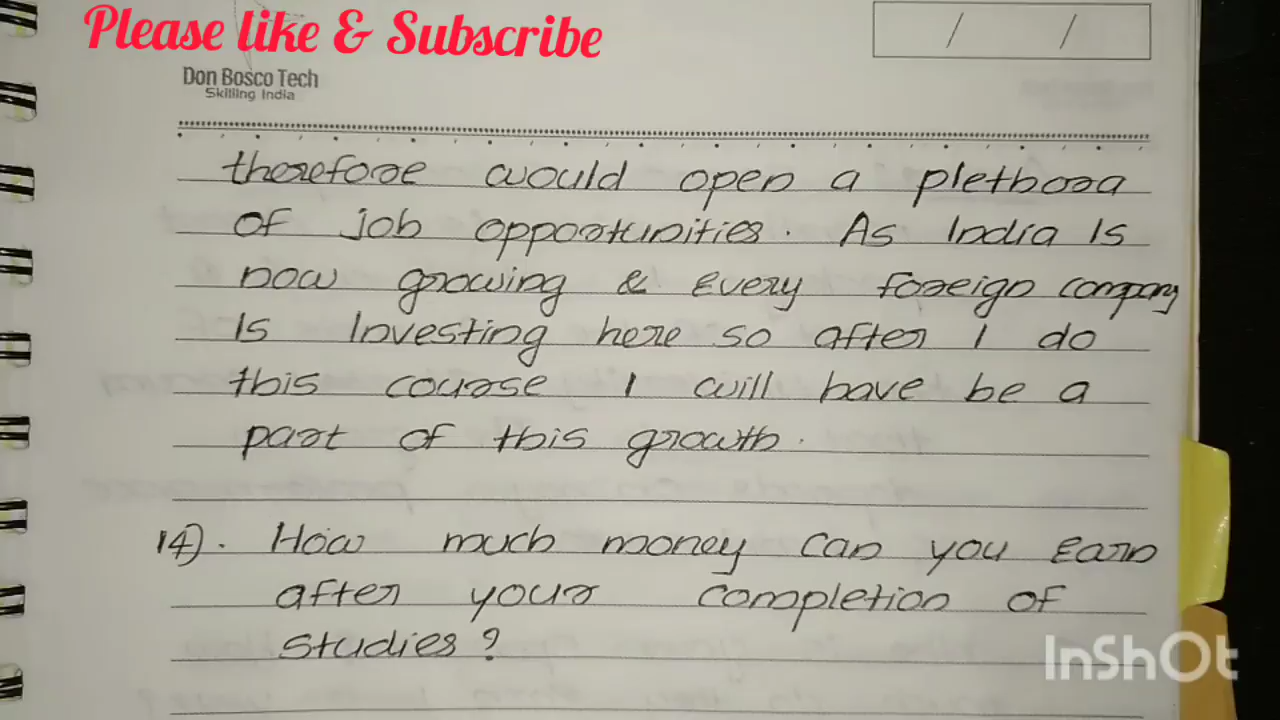 Please like & Subscribe
/ /
Don Bosco Tech
Skilling India
therefore would open a plethora
of job opportunities. As India Is
now growing & Every foreign company
Is Investing here so after I do
this course I will have be a
part of this growth.
14). How much money can you Earn
after your completion of
studies?
InShOt